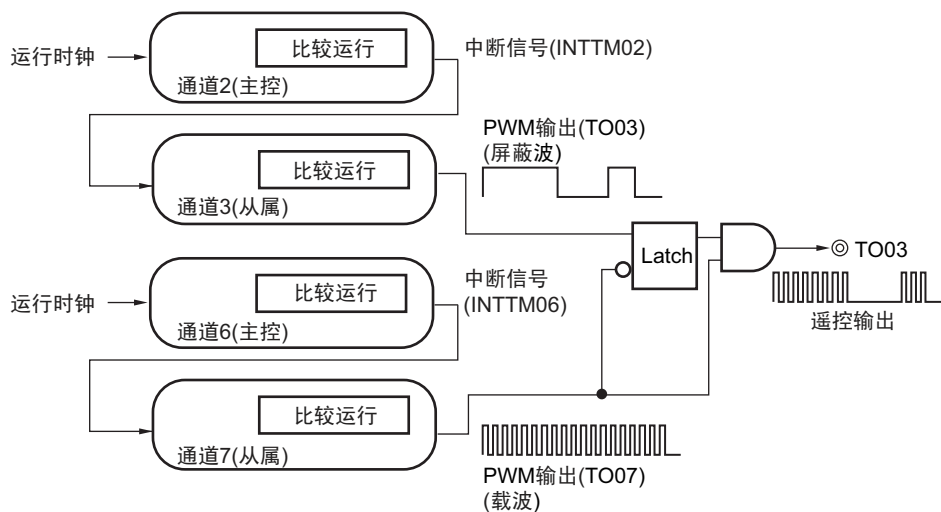 运行时钟
比较运行
通道2(主控)
中断信号(INTTM02)
比较运行
通道3(从属)
PWM输出(TO03)
(屏蔽波)
Latch
TO03
遥控输出
运行时钟
比较运行
通道6(主控)
中断信号
(INTTM06)
比较运行
通道7(从属)
PWM输出(TO07)
(载波)